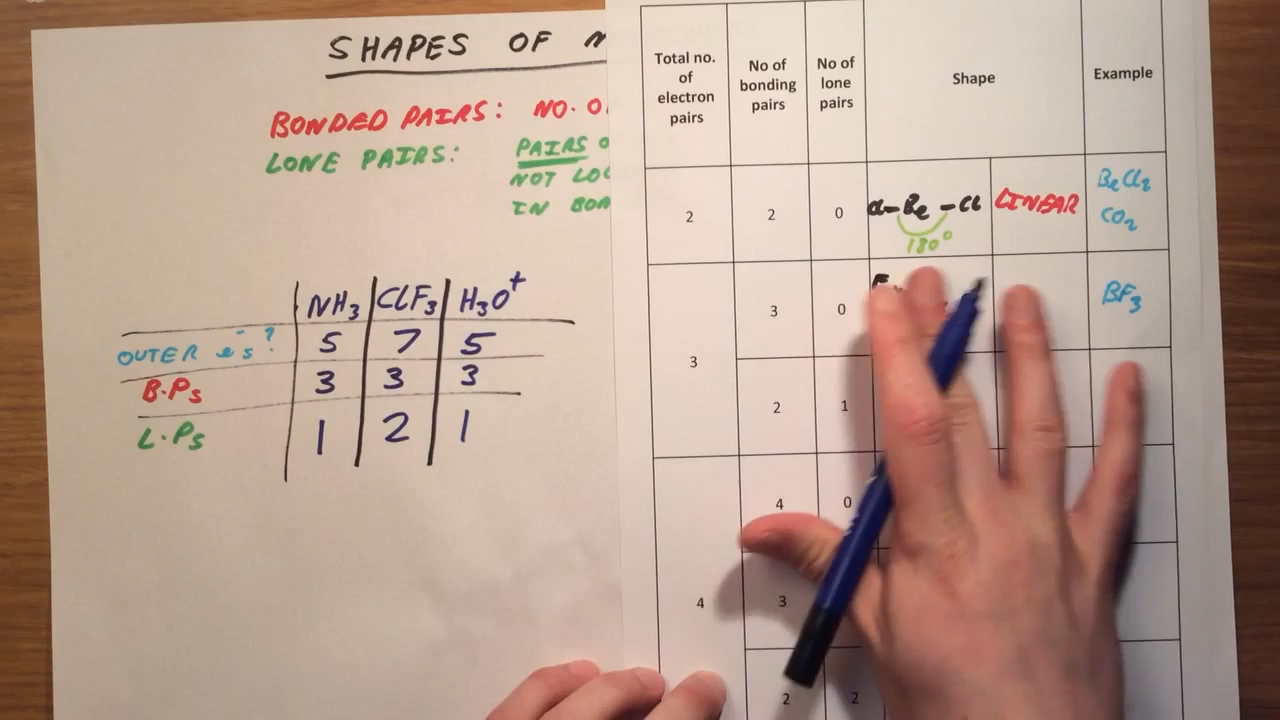 SHAPES OF
BONDED PAIRS: NO. O
LONE PAIRS: PAIRS O
NOT LOC
IN BON
NH3 ClF3 H3O+
OUTER e-s? 5 7 5
B.Ps 3 3 3
L.Ps 1 2 1
Total no. of electron pairs
No of bonding pairs
No of lone pairs
Shape
Example
2 2 0 Cl-Be-Cl LINEAR BeCl2
180° CO2
3 3 0 F BF3
2 1
4 4 0
3
2 2